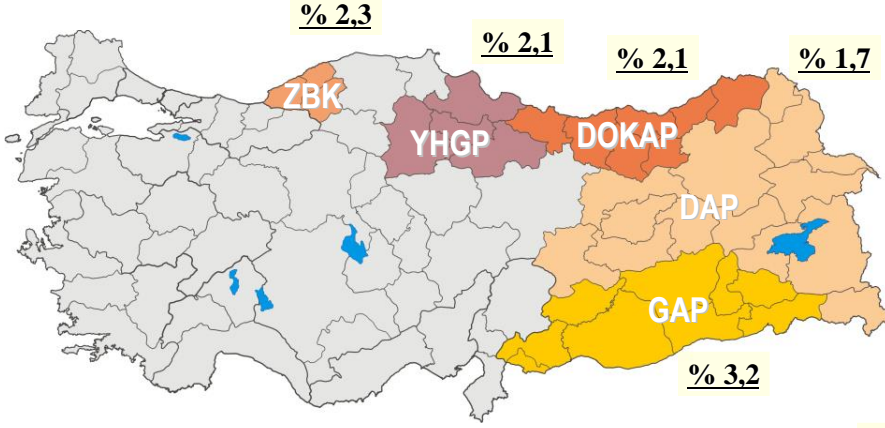 % 2,3
% 2,1
% 2,1
% 1,7
ZBK
YHGP
DOKAP
DAP
GAP
% 3,2